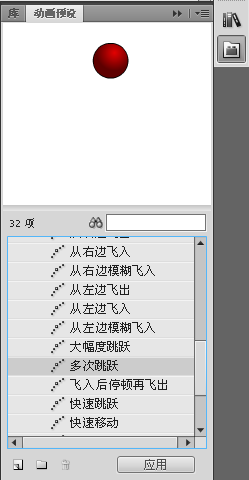 库 动画预设
32 项
从右边飞入
从右边模糊飞入
从左边飞出
从左边飞入
从左边模糊飞入
大幅度跳跃
多次跳跃
飞入后停顿再飞出
快速跳跃
快速移动
应用